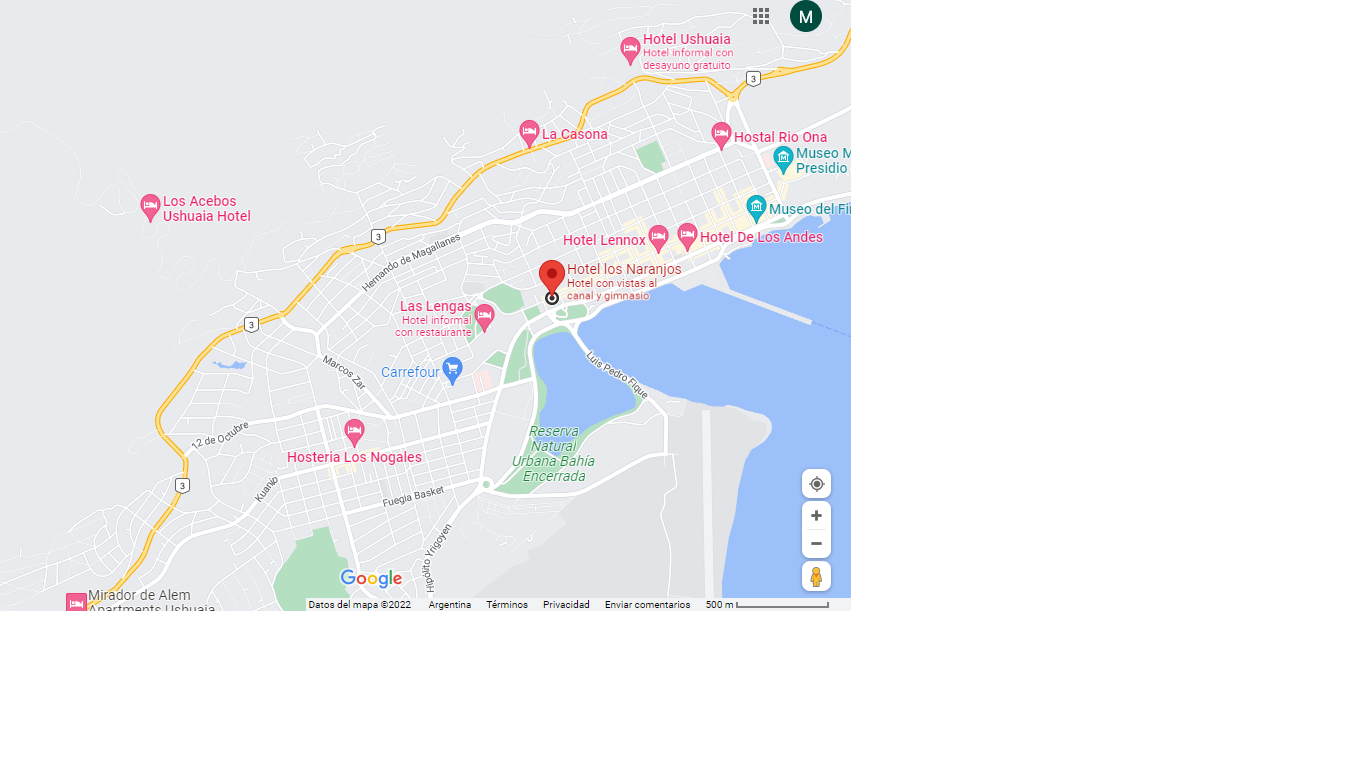 M
Hotel Ushuaia
Hotel informal con
desayuno gratuito
3
La Casona
Hostal Rio Ona
Museo M
Presidio
Los Acebos
Ushuaia Hotel
Museo del Fi
3
Hernando de Magallanes
Hotel Lennox
Hotel De Los Andes
Hotel los Naranjos
Hotel con vistas al
canal y gimnasio
Las Lengas
Hotel informal
con restaurante
3
Marcos Zar
Carrefour
Luis Pedro Fique
12 de Octubre
Hosteria Los Nogales
Reserva
Natural
Urbana Bahía
Encerrada
3
Kuanip
Fuegia Basket
Hipólito Yrigoyen
Google
Mirador de Alem
Apartments Ushuaia
Datos del mapa ©2022 Argentina Términos Privacidad Enviar comentarios 500 m